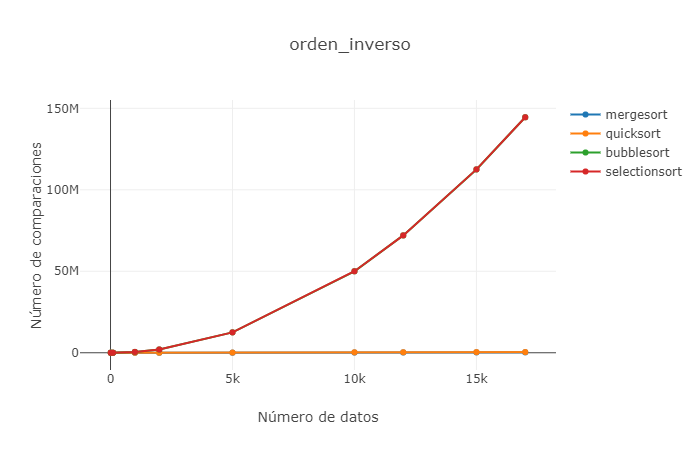 orden_inverso
150M
100M
50M
0
Número de comparaciones
0
5k
10k
15k
Número de datos
mergesort
quicksort
bubblesort
selectionsort